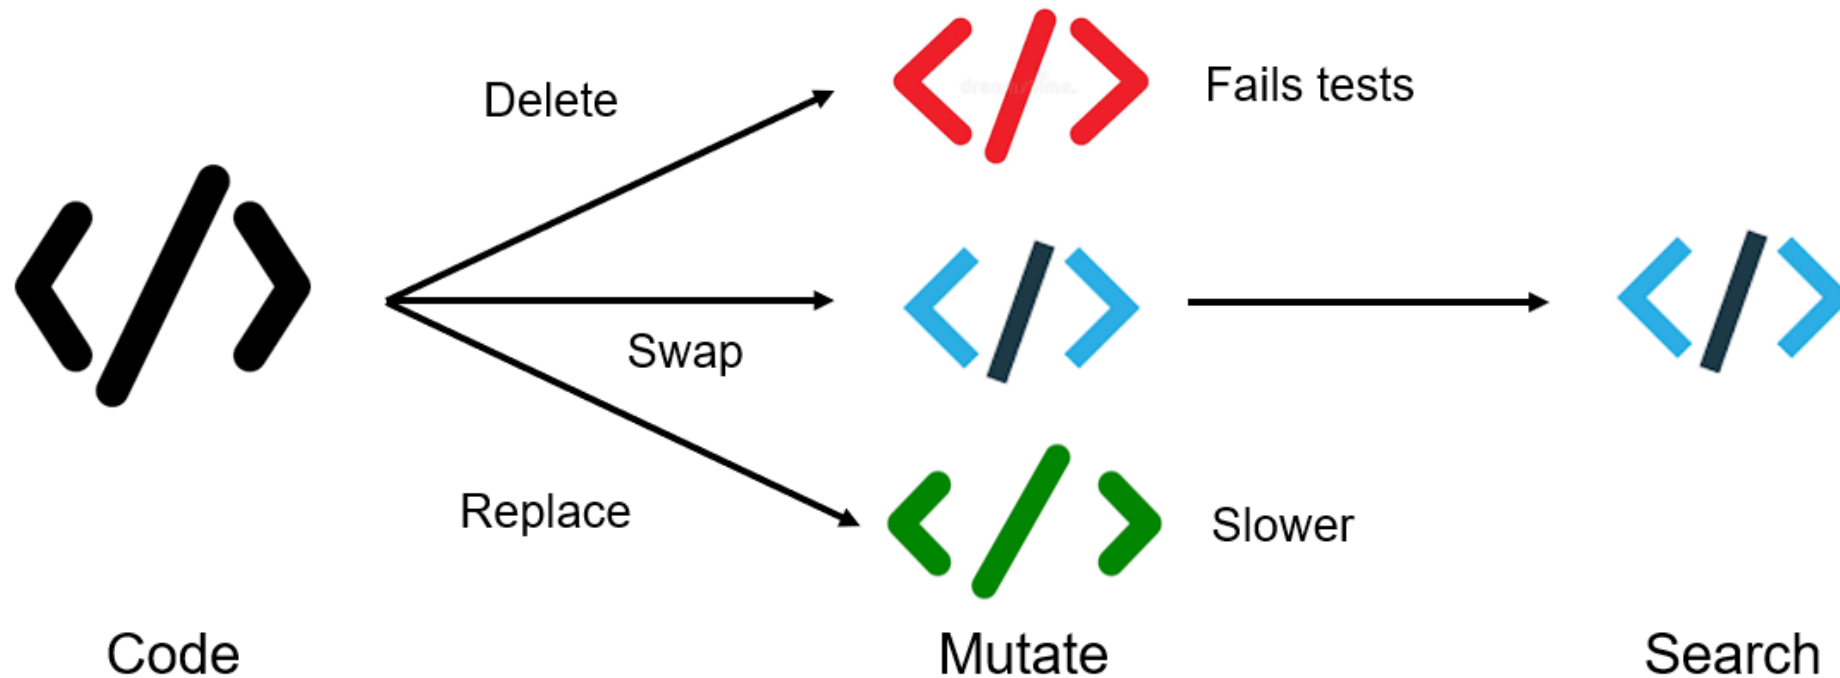 Delete
Fails tests
Swap
Replace
Slower
Code
Mutate
Search